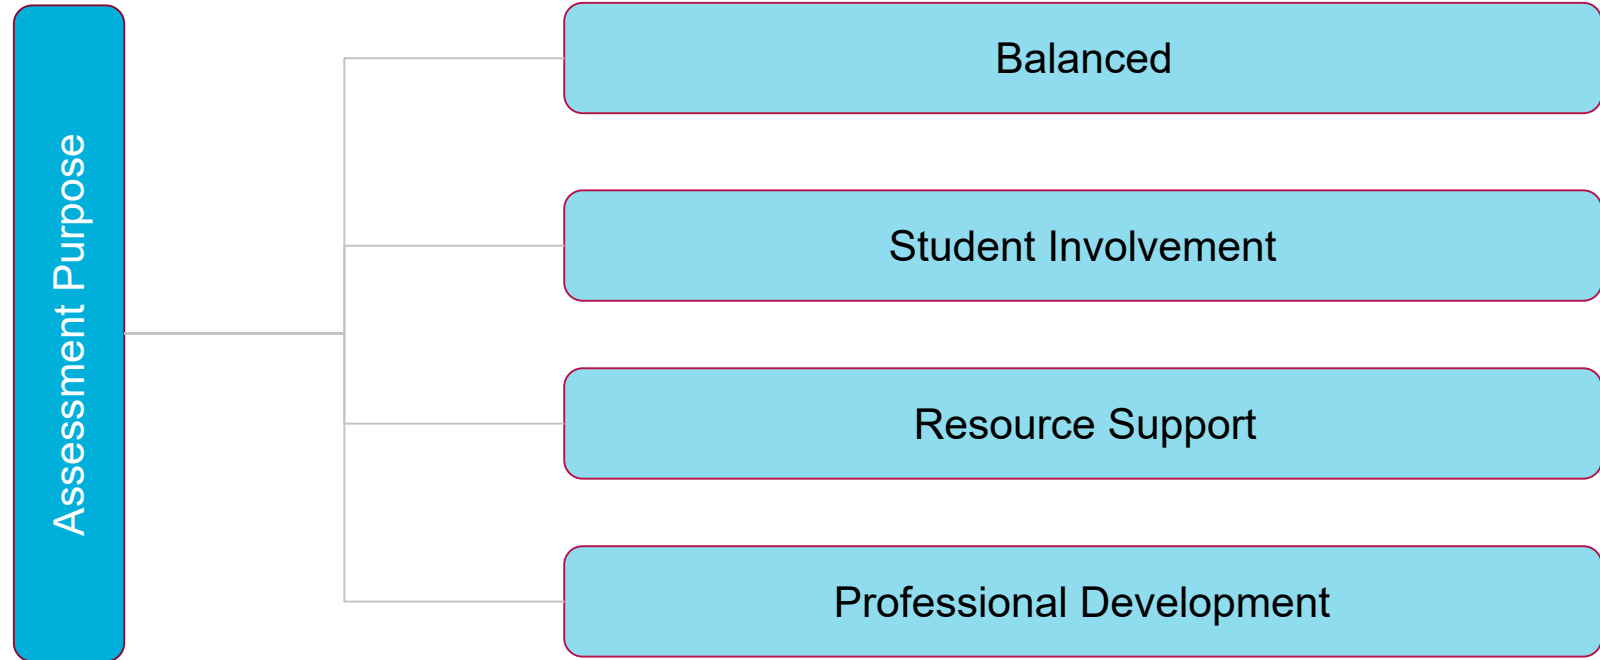 Assessment Purpose
Balanced
Student Involvement
Resource Support
Professional Development